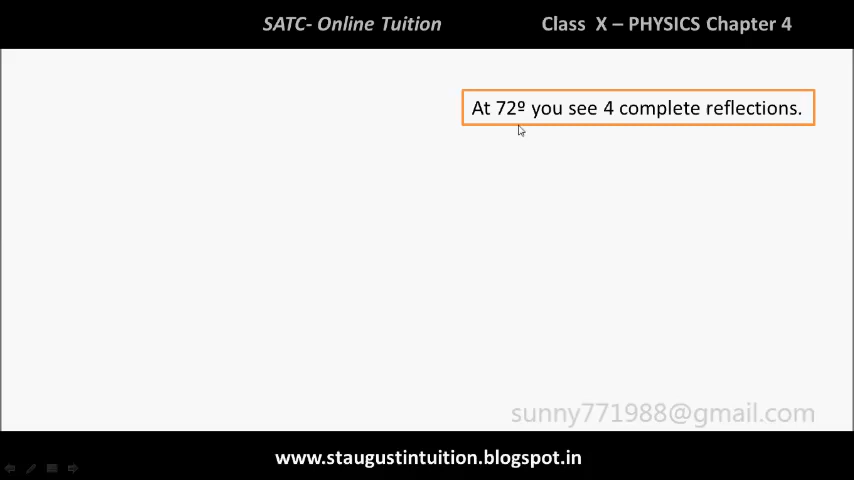 SATC- Online Tuition Class X – PHYSICS Chapter 4
At 72º you see 4 complete reflections.
sunny771988@gmail.com
www.staugustintuition.blogspot.in